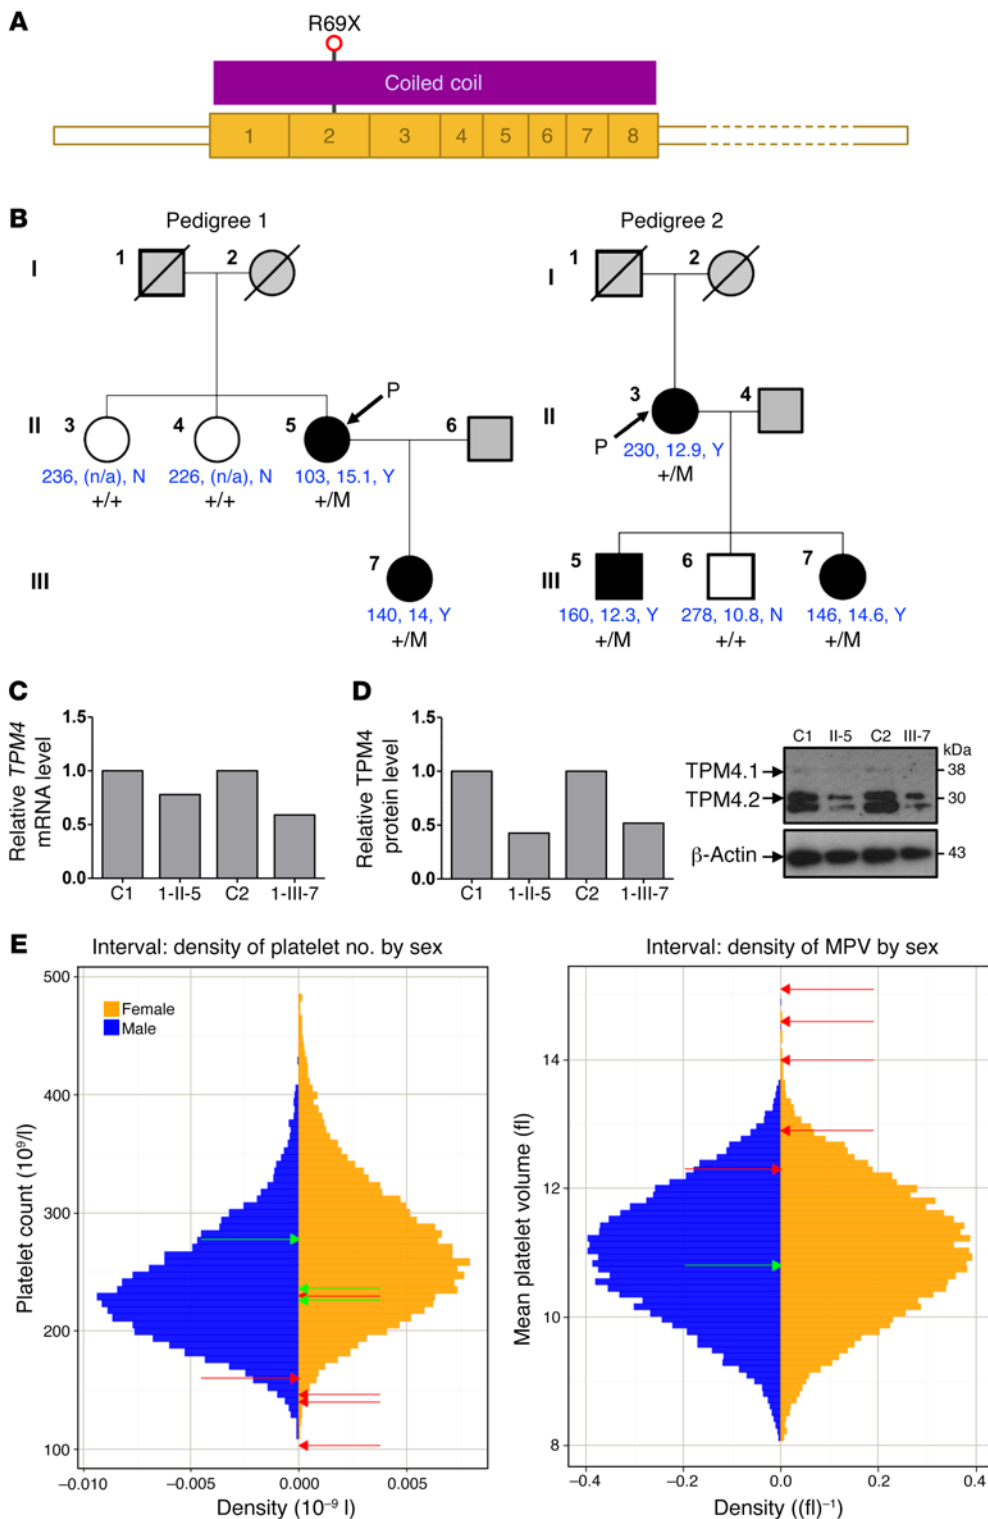 A
R69X
Coiled coil
1 2 3 4 5 6 7 8
B
Pedigree 1
Pedigree 2
I
1
2
I
1
2
II
3
4
5
P
6
236, (n/a), N
226, (n/a), N
103, 15.1, Y
+/+
+/+
+/M
II
3
4
P
230, 12.9, Y
+/M
III
7
140, 14, Y
+/M
III
5
6
7
160, 12.3, Y
278, 10.8, N
146, 14.6, Y
+/M
+/+
+/M
C
Relative TPM4
mRNA level
1.5
1.0
0.5
0.0
C1 1-II-5 C2 1-III-7
D
Relative TPM4
protein level
1.5
1.0
0.5
0.0
C1 1-II-5 C2 1-III-7
C1 II-5 C2 III-7
kDa
TPM4.1
38
TPM4.2
30
β-Actin
43
E
Interval: density of platelet no. by sex
Female
Male
Platelet count (10⁹/l)
500
400
300
200
100
−0.010 −0.005 0.000 0.005
Density (10⁻⁹ l)
Interval: density of MPV by sex
Mean platelet volume (fl)
14
12
10
8
−0.4 −0.2 0.0 0.2 0.4
Density ((fl)⁻¹)